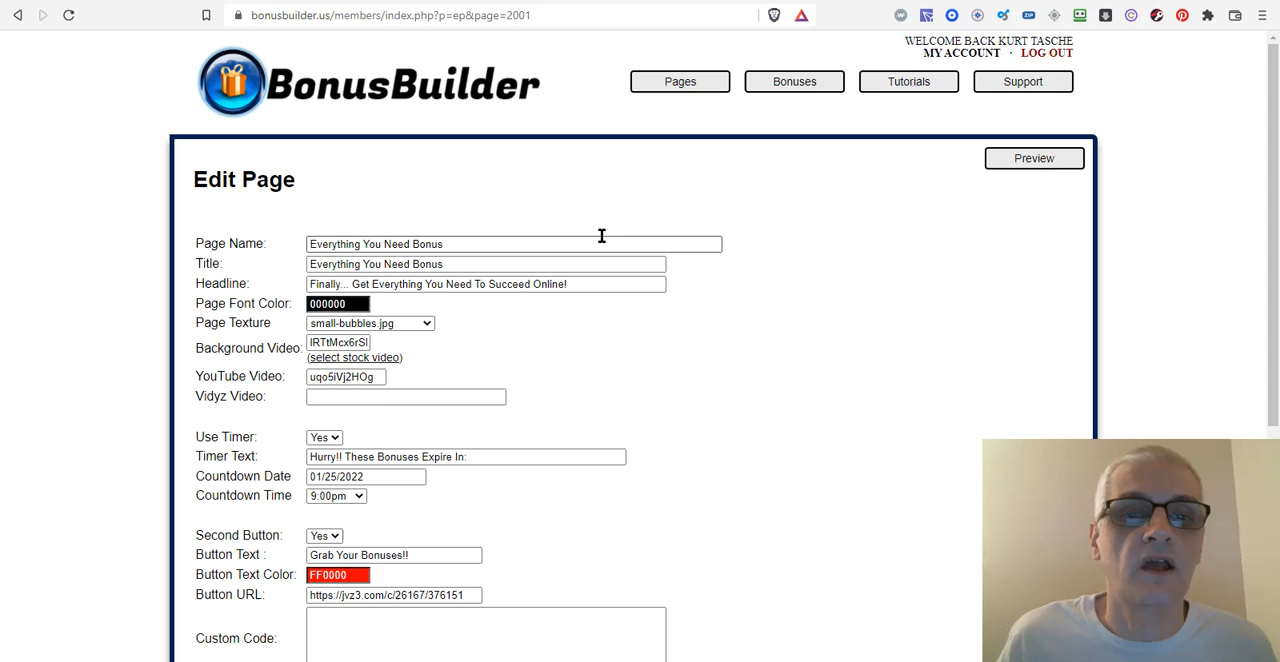 bonusbuilder.us/members/index.php?p=ep&page=2001
ZIP
WELCOME BACK KURT TASCHE
MY ACCOUNT · LOG OUT
BonusBuilder
Pages
Bonuses
Tutorials
Support
Preview
Edit Page
Page Name: Everything You Need Bonus
Title: Everything You Need Bonus
Headline: Finally... Get Everything You Need To Succeed Online!
Page Font Color: 000000
Page Texture small-bubbles.jpg
Background Video:
(select stock video)
YouTube Video:
Vidyz Video:
Use Timer: Yes
Timer Text: Hurry!! These Bonuses Expire In:
Countdown Date 01/25/2022
Countdown Time 9:00pm
Second Button: Yes
Button Text : Grab Your Bonuses!!
Button Text Color: FF0000
Button URL: https://jvz3.com/c/26167/376151
Custom Code: